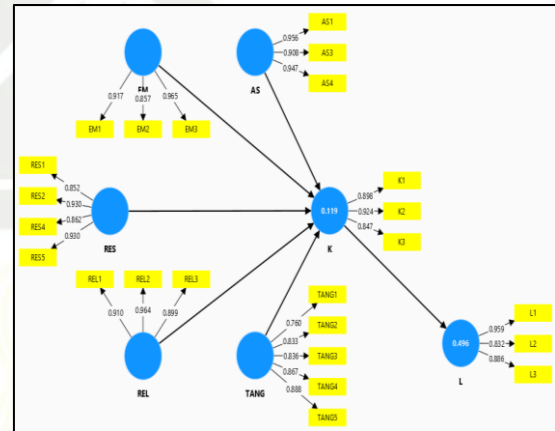 AS1
0.956
AS3
0.908
0.947
AS4
EM
AS
0.917
0.857
0.965
EM1
EM2
EM3
RES1
0.852
RES2
0.930
RES4
0.862
RES5
0.930
RES
0.119
K
0.898
K1
0.924
K2
0.847
K3
REL1
REL2
REL3
0.910
0.964
0.899
REL
TANG1
0.760
TANG2
0.833
0.836
TANG3
0.867
TANG4
0.888
TANG5
TANG
0.496
L
L1
0.959
0.832
L2
0.886
L3